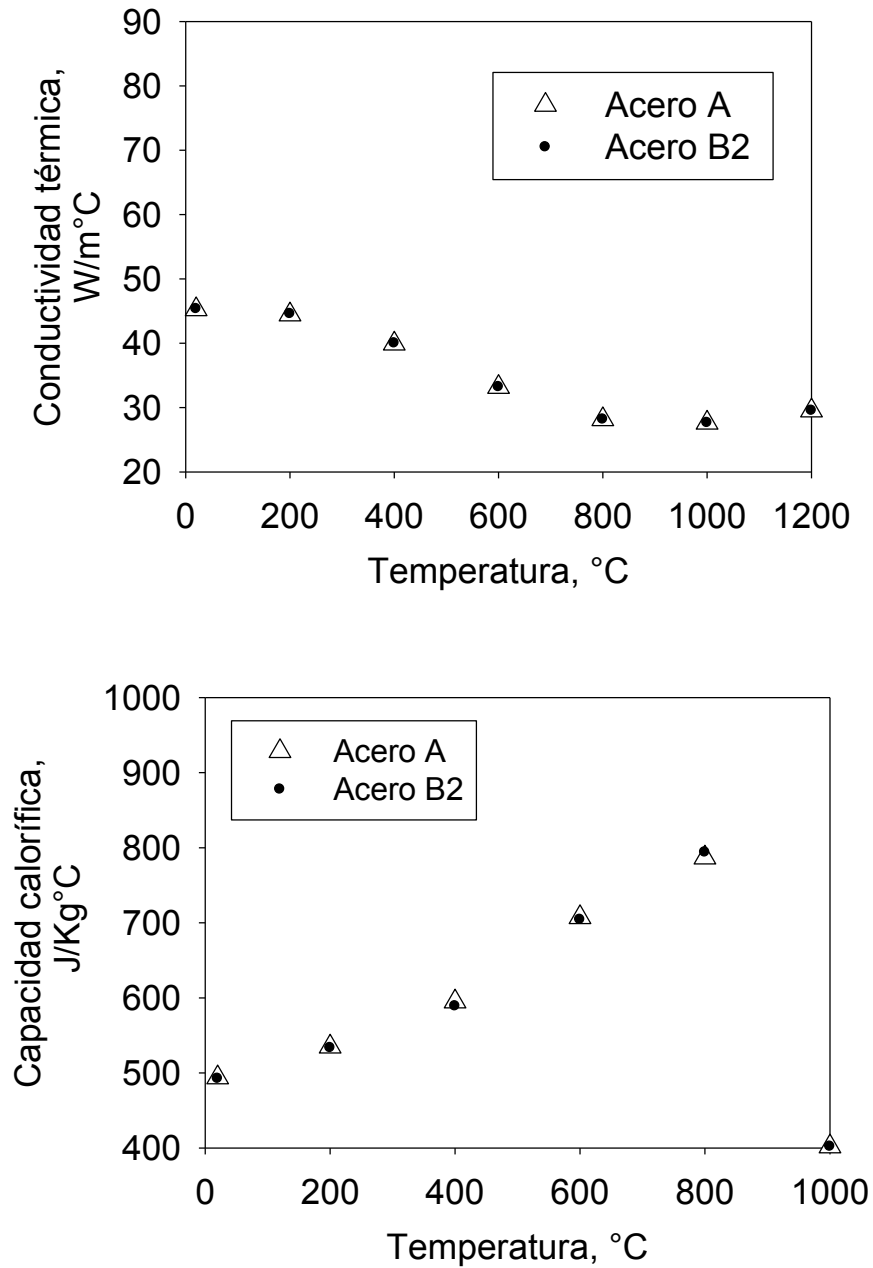 90
80
70
60
50
40
30
20
Conductividad térmica,
W/m°C
Acero A
Acero B2
0 200 400 600 800 1000 1200
Temperatura, °C
1000
900
800
700
600
500
400
Capacidad calorífica,
J/Kg°C
Acero A
Acero B2
0 200 400 600 800 1000
Temperatura, °C